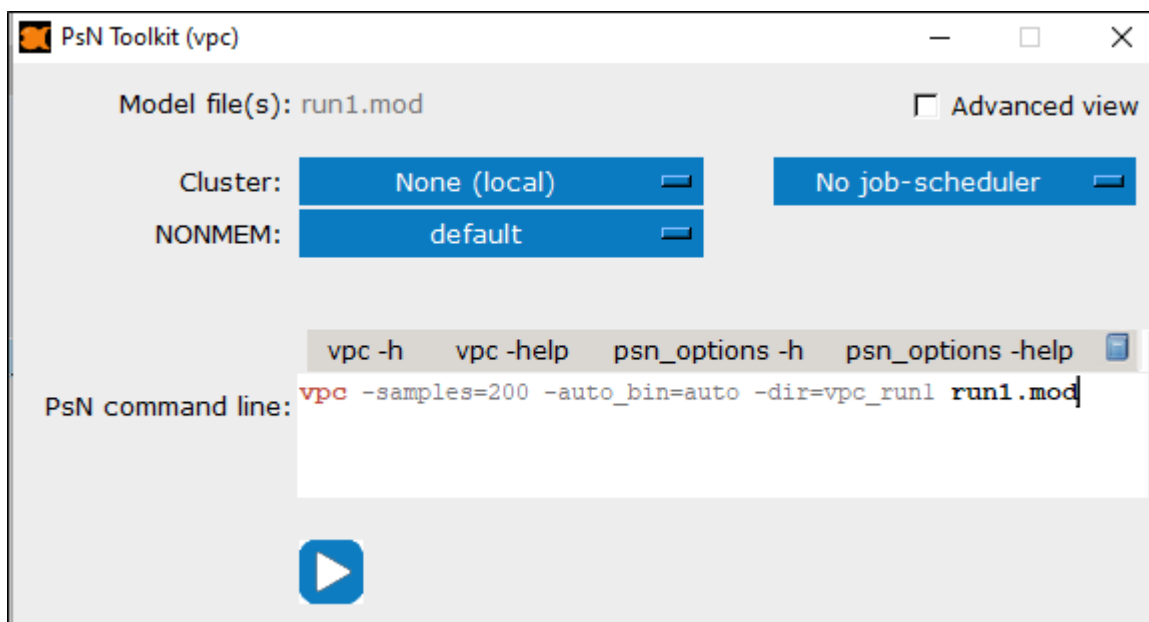 PsN Toolkit (vpc)
Model file(s): run1.mod Advanced view
Cluster: None (local) No job-scheduler
NONMEM: default
vpc -h vpc -help psn_options -h psn_options -help
PsN command line: vpc -samples=200 -auto_bin=auto -dir=vpc_run1 run1.mod